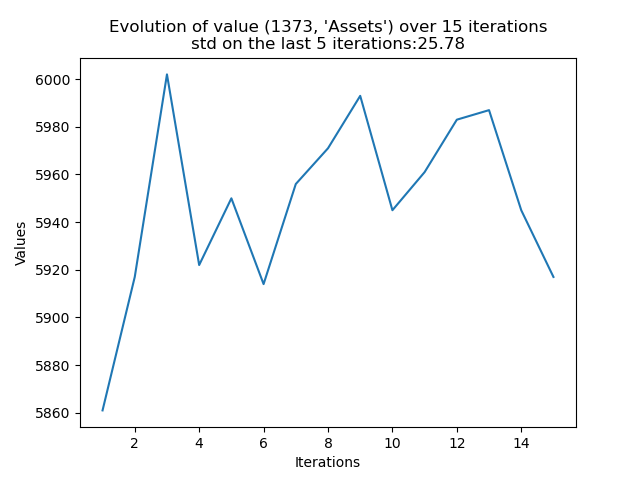 Evolution of value (1373, 'Assets') over 15 iterations
std on the last 5 iterations:25.78
6000
5980
5960
5940
5920
5900
5880
5860
Values
2 4 6 8 10 12 14
Iterations